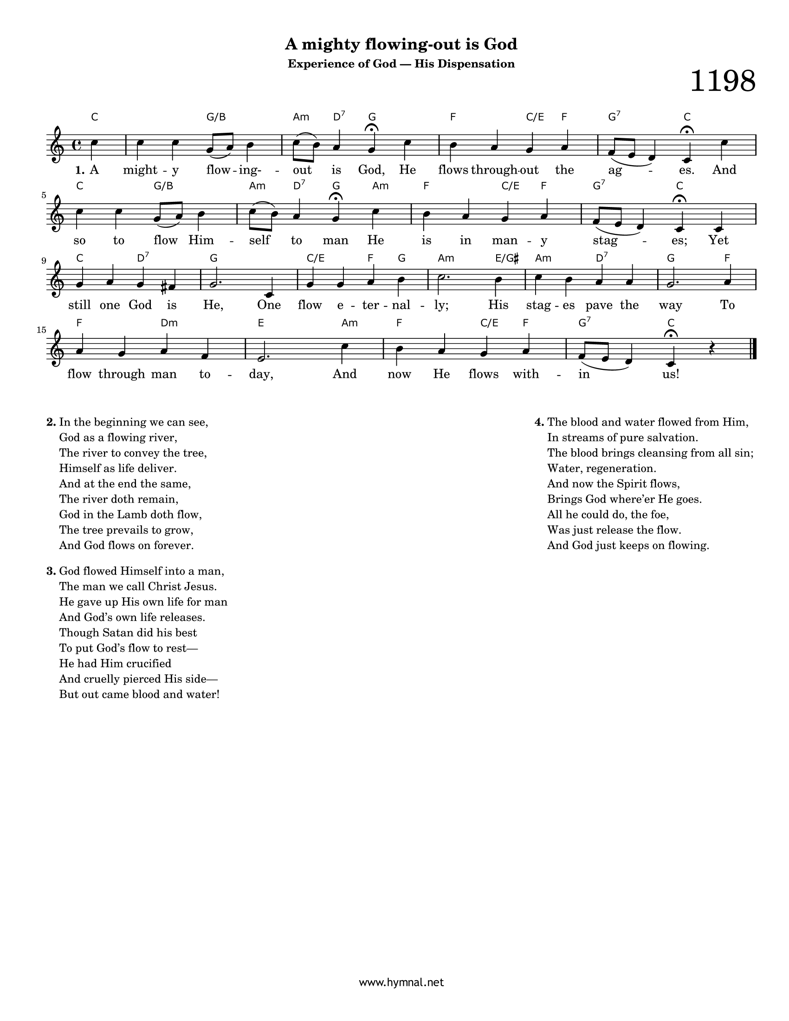 A mighty flowing-out is God
Experience of God — His Dispensation
1198
C G/B Am D7 G F C/E F G7 C
1. A might - y flow - ing - out is God, He flows through-out the ag - es. And
5
C G/B Am D7 G Am F C/E F G7 C
so to flow Him - self to man He is in man - y stag - es; Yet
9
C D7 G C/E F G Am E/G# Am D7 G F
still one God is He, One flow e - ter - nal - ly; His stag - es pave the way To
15
F Dm E Am F C/E F G7 C
flow through man to - day, And now He flows with - in us!
2. In the beginning we can see,
God as a flowing river,
The river to convey the tree,
Himself as life deliver.
And at the end the same,
The river doth remain,
God in the Lamb doth flow,
The tree prevails to grow,
And God flows on forever.
3. God flowed Himself into a man,
The man we call Christ Jesus.
He gave up His own life for man
And God's own life releases.
Though Satan did his best
To put God's flow to rest—
He had Him crucified
And cruelly pierced His side—
But out came blood and water!
4. The blood and water flowed from Him,
In streams of pure salvation.
The blood brings cleansing from all sin;
Water, regeneration.
And now the Spirit flows,
Brings God where'er He goes.
All he could do, the foe,
Was just release the flow.
And God just keeps on flowing.
www.hymnal.net